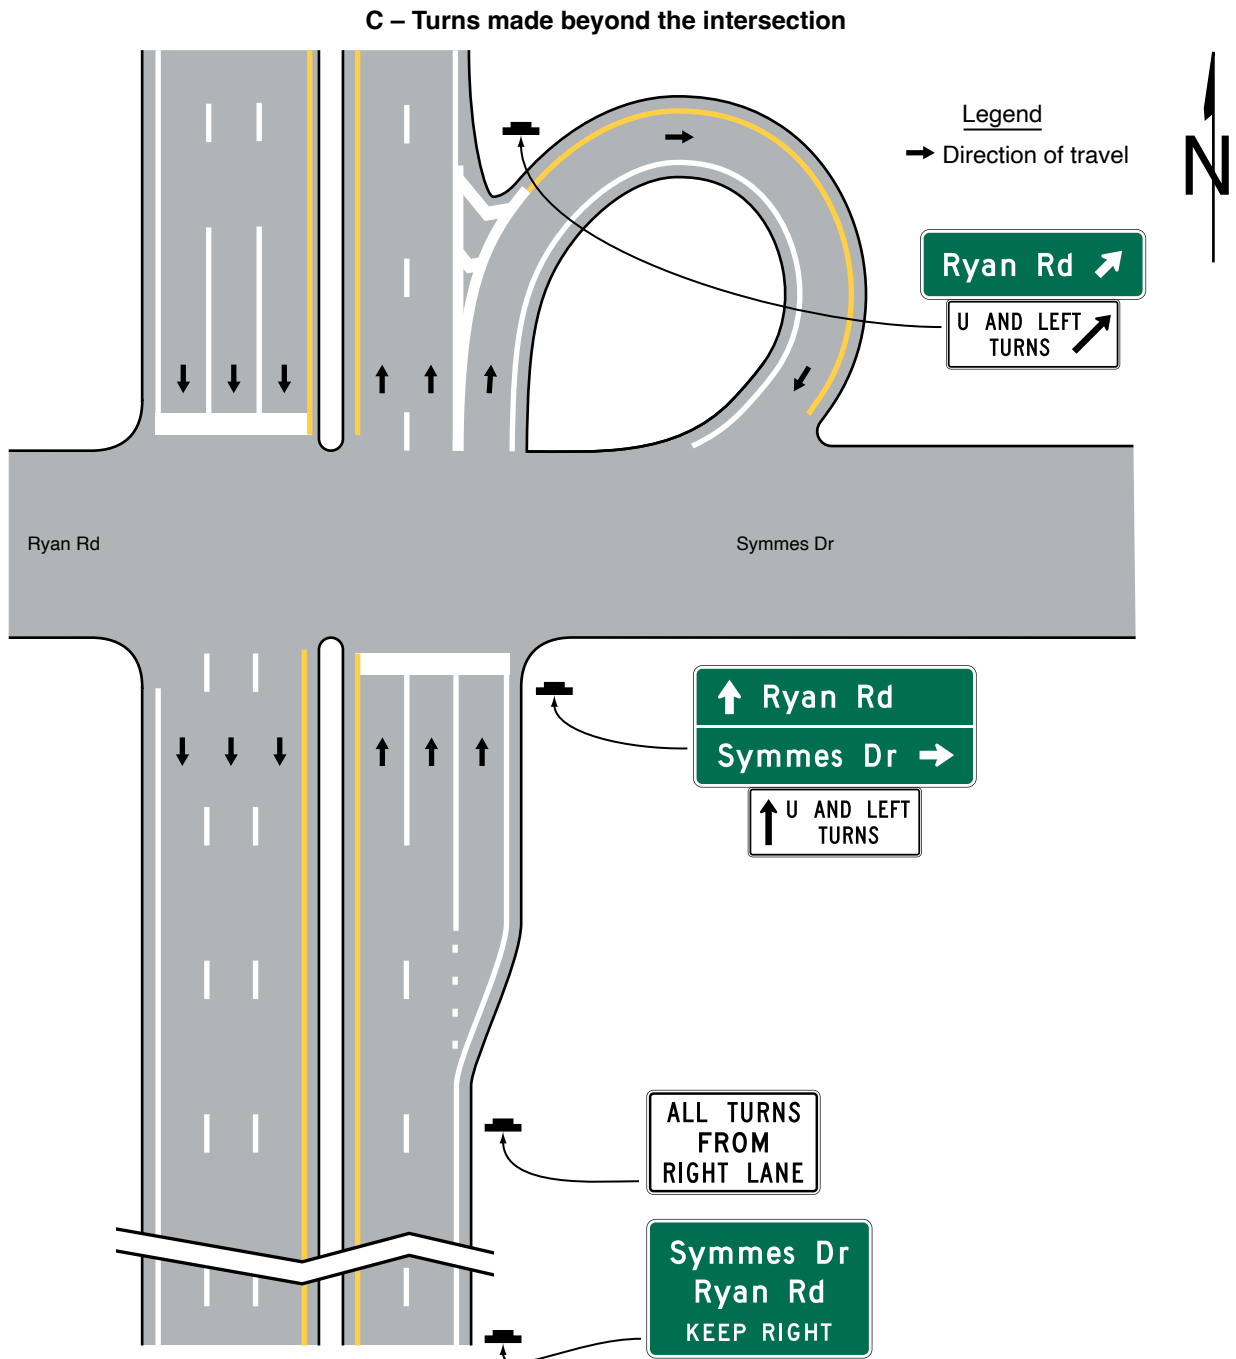 C – Turns made beyond the intersection
Legend
Direction of travel
N
Ryan Rd
U AND LEFT
TURNS
Ryan Rd
Symmes Dr
Ryan Rd
Symmes Dr
U AND LEFT
TURNS
ALL TURNS
FROM
RIGHT LANE
Symmes Dr
Ryan Rd
KEEP RIGHT